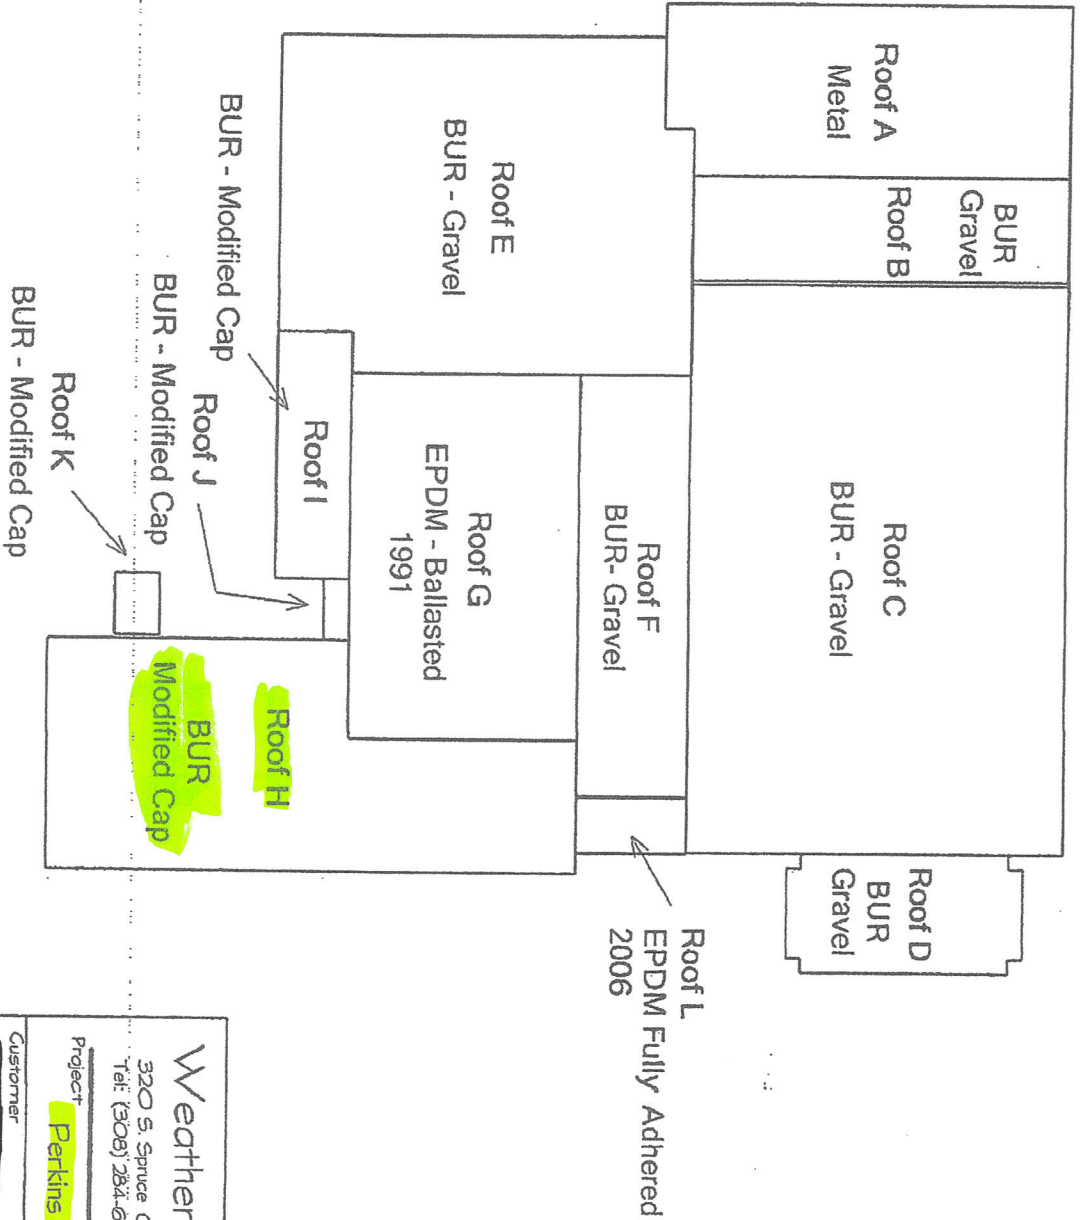 Roof A
Metal
BUR
Gravel
Roof B
Roof C
BUR - Gravel
Roof D
BUR
Gravel
Roof E
BUR - Gravel
Roof F
BUR- Gravel
Roof L
EPDM Fully Adhered
2006
Roof G
EPDM - Ballasted
1991
BUR - Modified Cap
Roof I
Roof J
BUR - Modified Cap
Roof K
BUR - Modified Cap
Roof H
BUR
Modified Cap
Weather
320 S. Spruce
Tel: (308) 284-6
Project Perkins
Customer